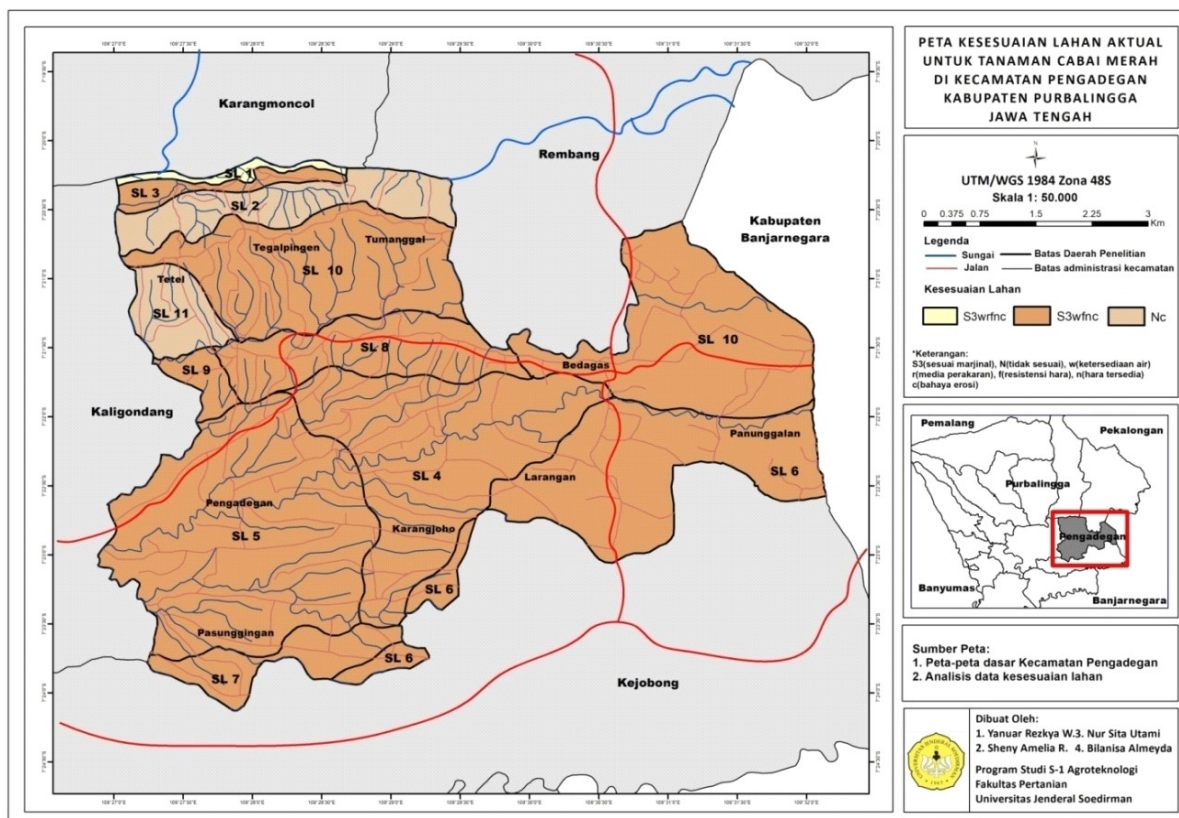 PETA KESESUAIAN LAHAN AKTUAL
UNTUK TANAMAN CABAI MERAH
DI KECAMATAN PENGADEGAN
KABUPATEN PURBALINGGA
JAWA TENGAH
N
UTM/WGS 1984 Zona 48S
Skala 1: 50.000
0 0.375 0.75 1.5 2.25 3
Km
Legenda
Sungai
Batas Daerah Penelitian
Jalan
Batas administrasi kecamatan
Kesesuaian Lahan
S3wrfnc
S3wfnc
Nc
*Keterangan:
S3(sesuai marjinal), N(tidak sesuai), w(ketersediaan air)
r(media perakaran), f(resistensi hara), n(hara tersedia)
c(bahaya erosi)
Pemalang
Pekalongan
Purbalingga
Pengadegan
Banyumas
Banjarnegara
Sumber Peta:
1. Peta-peta dasar Kecamatan Pengadegan
2. Analisis data kesesuaian lahan
Dibuat Oleh:
1. Yanuar Rezkya W.3. Nur Sita Utami
2. Sheny Amelia R. 4. Bilanisa Almeyda
Program Studi S-1 Agroteknologi
Fakultas Pertanian
Universitas Jenderal Soedirman
Karangmoncol
Rembang
Kabupaten
Banjarnegara
SL 1
SL 3
SL 2
Tegalpingen
Tumanggal
SL 10
Tetel
SL 11
SL 8
SL 10
Bedagas
SL 9
Kaligondang
Panunggalan
SL 6
SL 4
Larangan
Pengadegan
Karangjoho
SL 5
SL 6
Pasunggingan
SL 6
SL 7
Kejobong